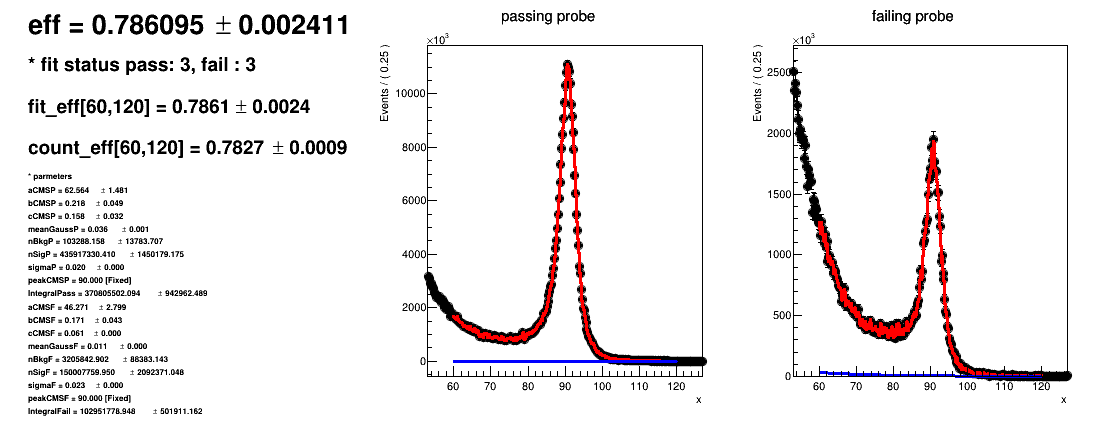 eff = 0.786095 ± 0.002411
* fit status pass: 3, fail : 3
fit_eff[60,120] = 0.7861 ± 0.0024
count_eff[60,120] = 0.7827 ± 0.0009
* parmeters
aCMSP = 62.564 ± 1.481
bCMSP = 0.218 ± 0.049
cCMSP = 0.158 ± 0.032
meanGaussP = 0.036 ± 0.001
nBkgP = 103288.158 ± 13783.707
nSigP = 435917330.410 ± 1450179.175
sigmaP = 0.020 ± 0.000
peakCMSP = 90.000 [Fixed]
IntegralPass = 370805502.094 ± 942962.489
aCMSF = 46.271 ± 2.799
bCMSF = 0.171 ± 0.043
cCMSF = 0.061 ± 0.000
meanGaussF = 0.011 ± 0.000
nBkgF = 3205842.902 ± 88383.143
nSigF = 150007759.950 ± 2092371.048
sigmaF = 0.023 ± 0.000
peakCMSF = 90.000 [Fixed]
IntegralFail = 102951778.948 ± 501911.162
passing probe
×10³
Events / ( 0.25 )
10000
8000
6000
4000
2000
0
60 70 80 90 100 110 120
x
failing probe
×10³
Events / ( 0.25 )
2500
2000
1500
1000
500
0
60 70 80 90 100 110 120
x